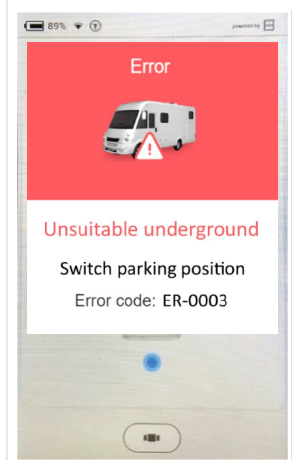 89%
powered by
Error
Unsuitable underground
Switch parking position
Error code: ER-0003